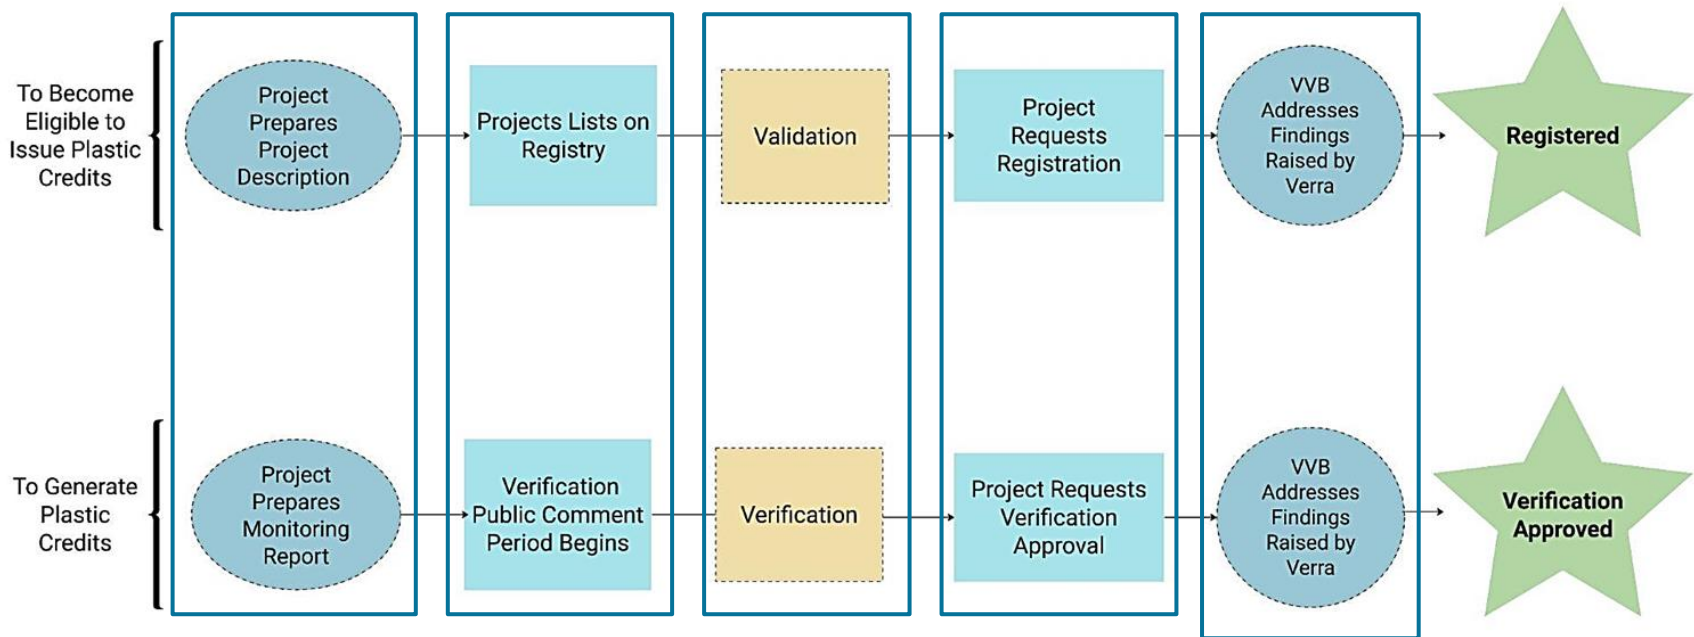 To Become
Eligible to
Issue Plastic
Credits
Project
Prepares
Project
Description
Projects Lists on
Registry
Validation
Project
Requests
Registration
VVB
Addresses
Findings
Raised by
Verra
Registered
To Generate
Plastic
Credits
Project
Prepares
Monitoring
Report
Verification
Public Comment
Period Begins
Verification
Project Requests
Verification
Approval
VVB
Addresses
Findings
Raised by
Verra
Verification
Approved